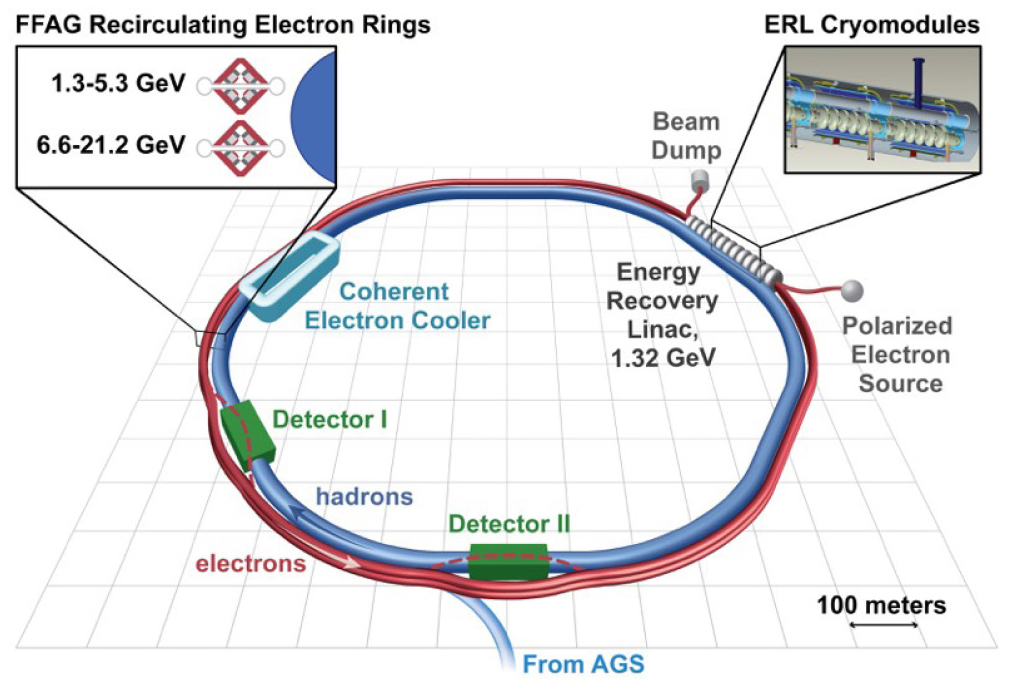 FFAG Recirculating Electron Rings
1.3-5.3 GeV
6.6-21.2 GeV
ERL Cryomodules
Beam
Dump
Energy
Recovery
Linac,
1.32 GeV
Polarized
Electron
Source
Coherent
Electron Cooler
Detector I
hadrons
Detector II
electrons
100 meters
From AGS